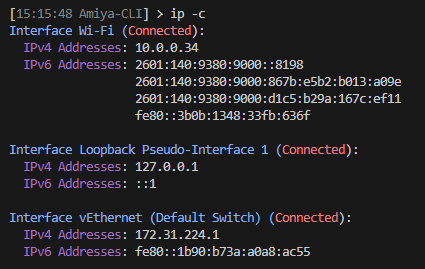 [15:15:48 Amiya-CLI] > ip -c
Interface Wi-Fi (Connected):
IPv4 Addresses: 10.0.0.34
IPv6 Addresses: 2601:140:9380:9000::8198
2601:140:9380:9000:867b:e5b2:b013:a09e
2601:140:9380:9000:d1c5:b29a:167c:ef11
fe80::3b0b:1348:33fb:636f
Interface Loopback Pseudo-Interface 1 (Connected):
IPv4 Addresses: 127.0.0.1
IPv6 Addresses: ::1
Interface vEthernet (Default Switch) (Connected):
IPv4 Addresses: 172.31.224.1
IPv6 Addresses: fe80::1b90:b73a:a0a8:ac55